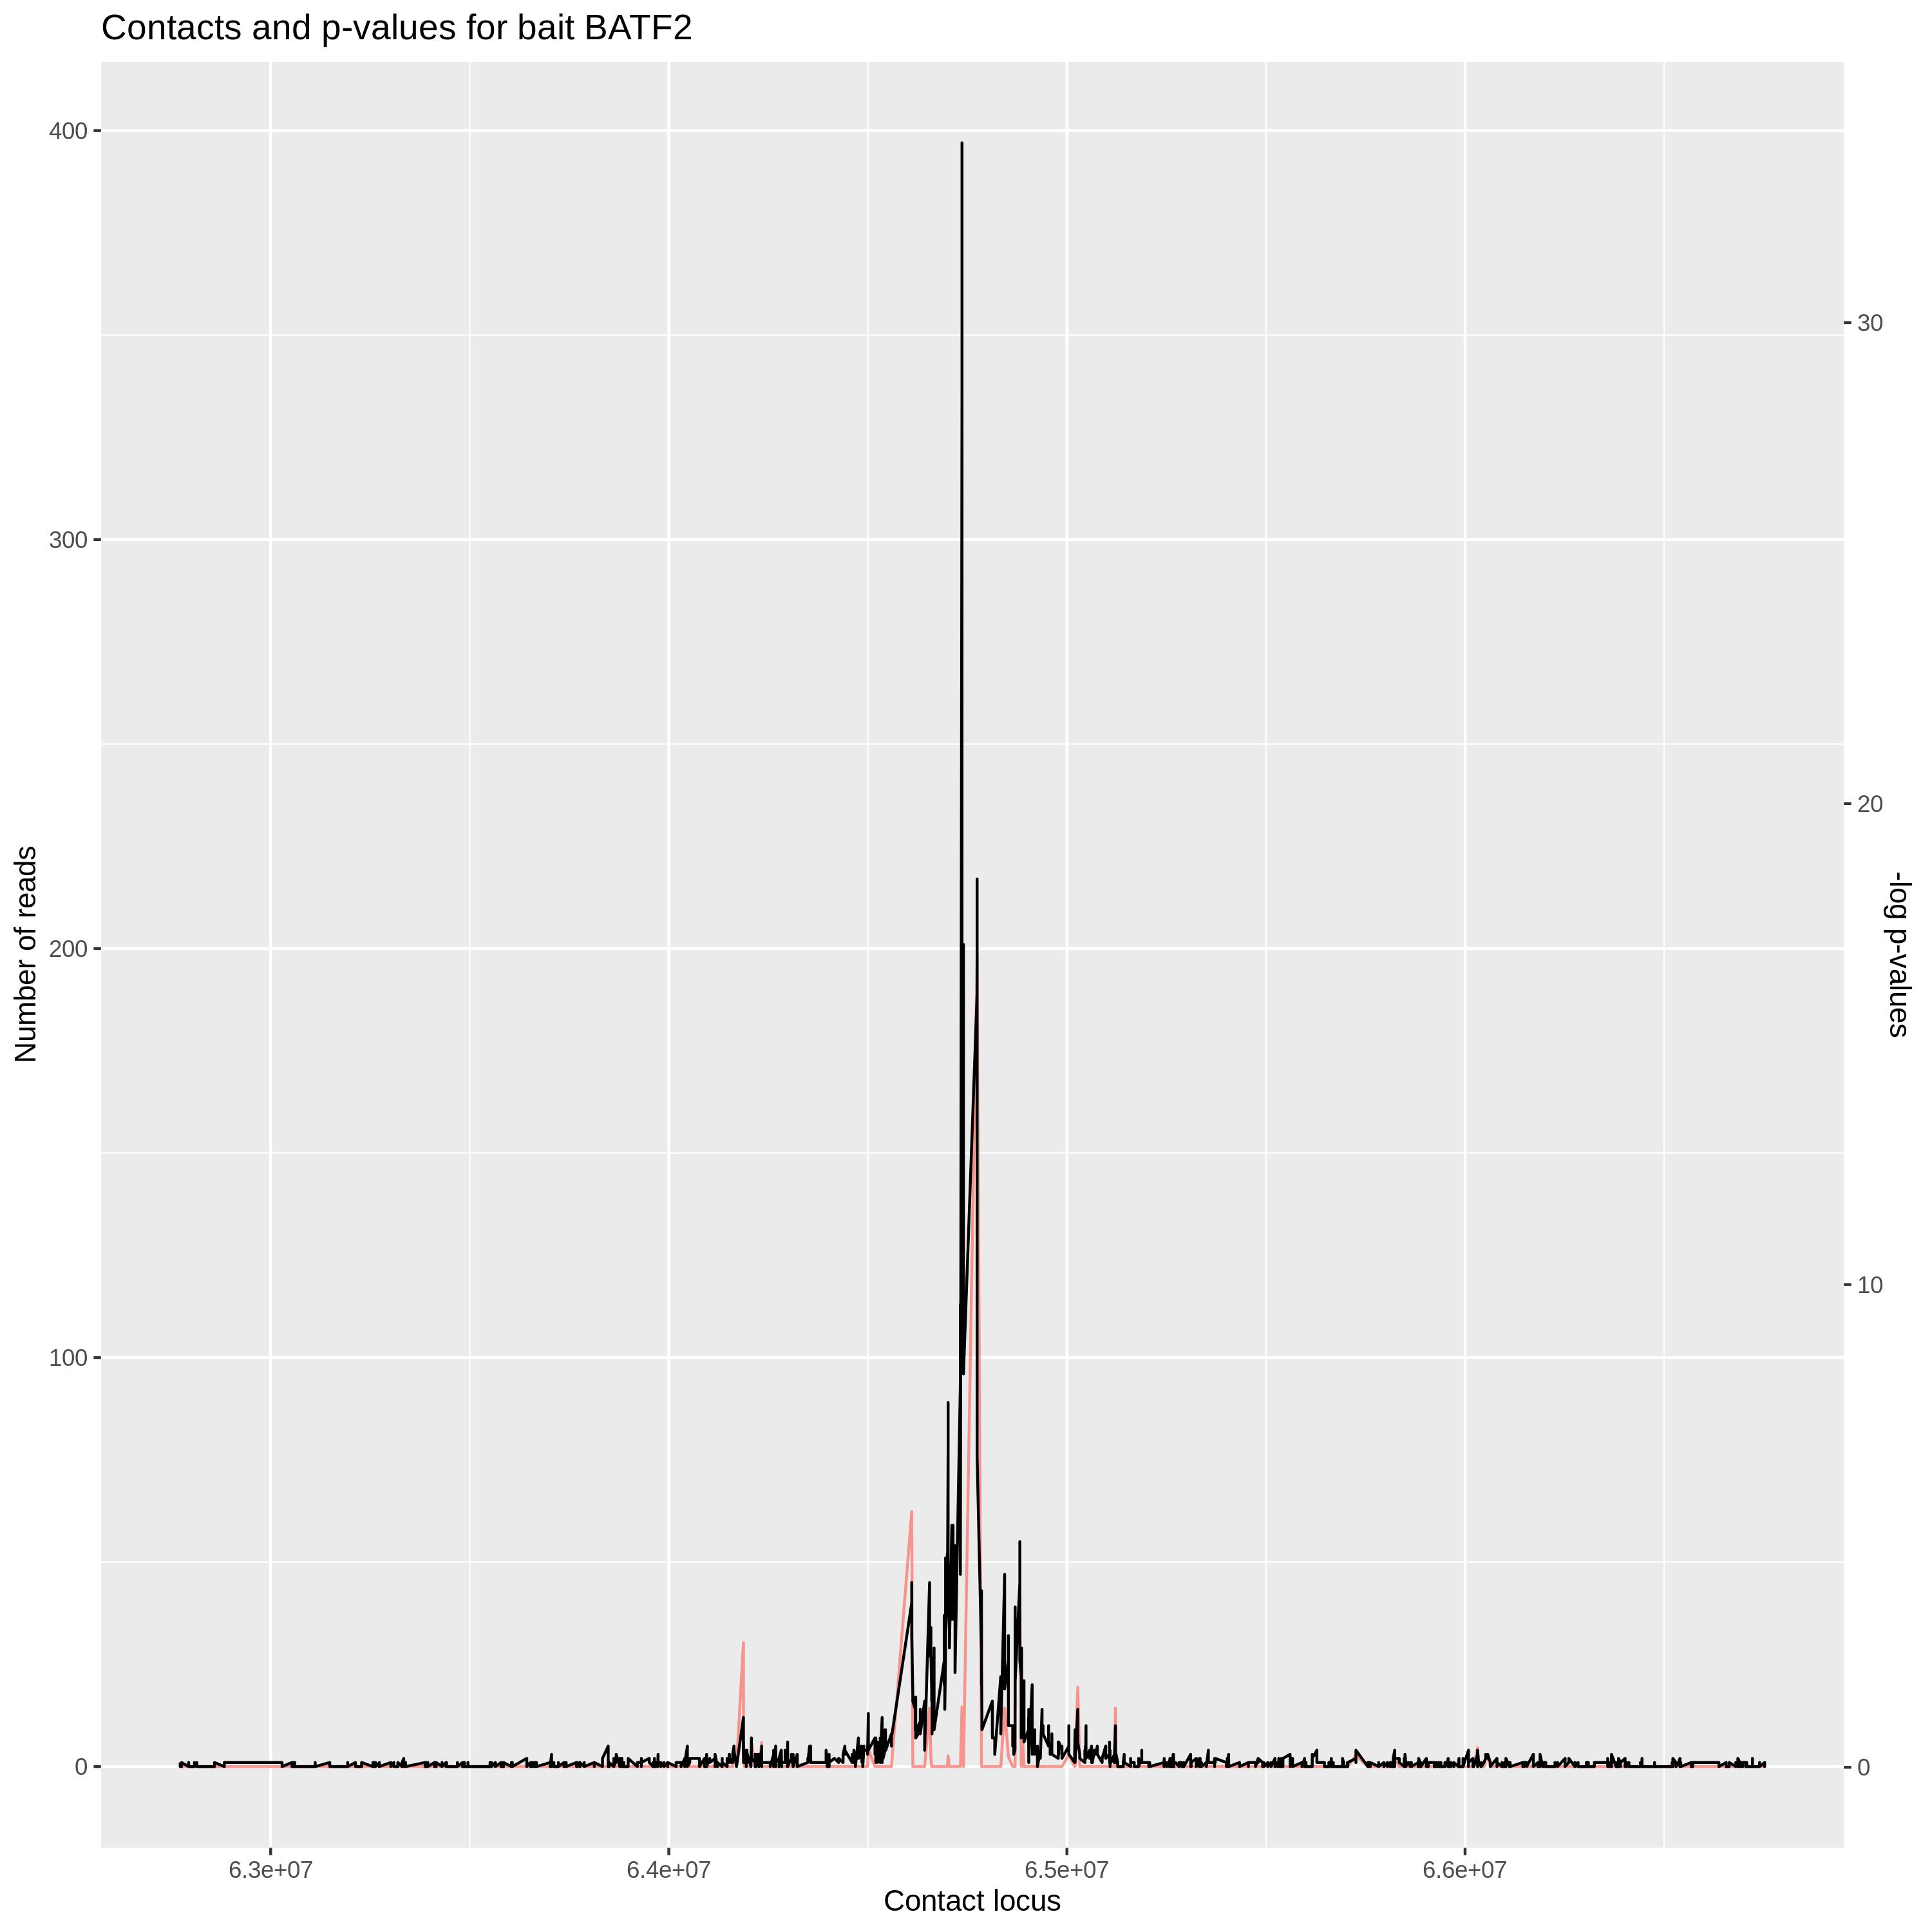 Contacts and p-values for bait BATF2
400
300
200
100
0
Number of reads
30
20
10
0
-log p-values
6.3e+07
6.4e+07
6.5e+07
6.6e+07
Contact locus